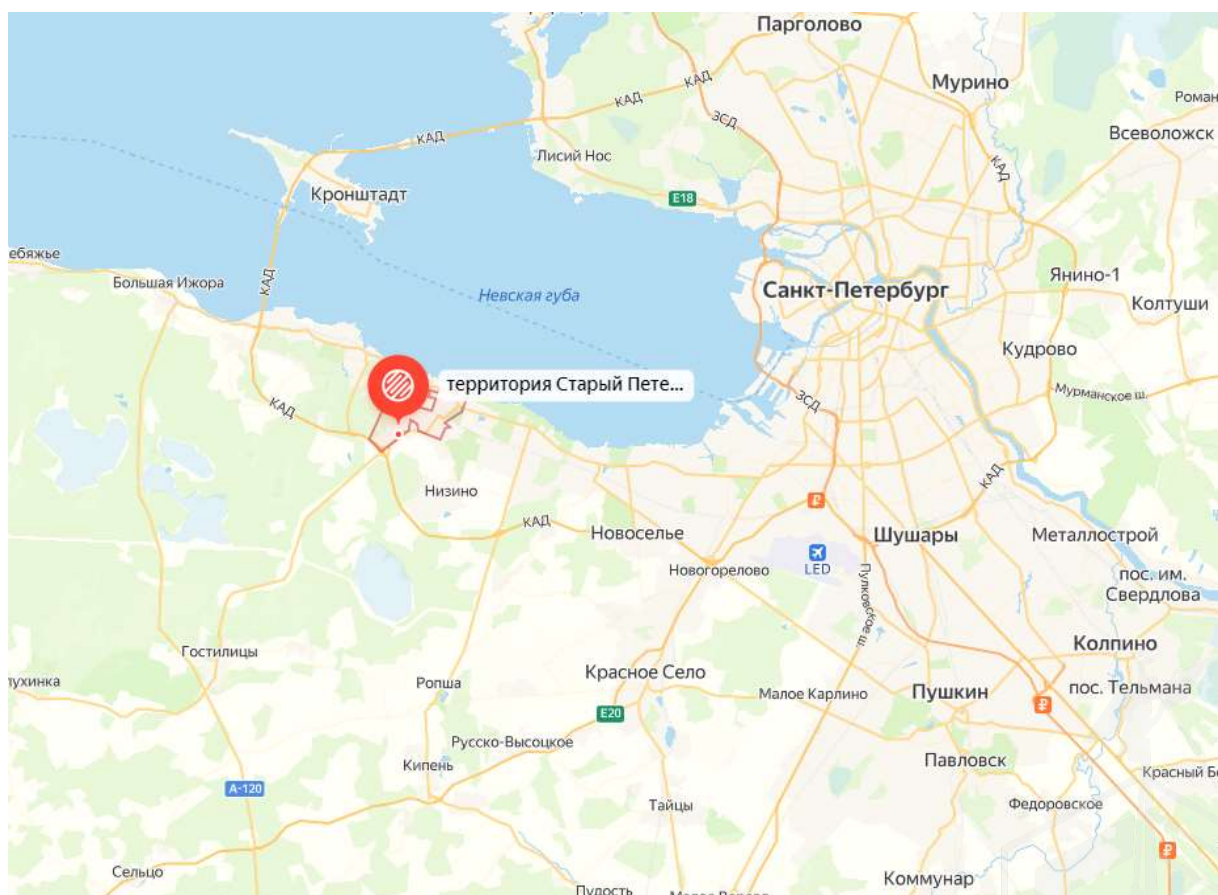 Парголово
Мурино
КАД
КАД
ЗСД
Роман
Всеволожск
КАД
Лисий Нос
КАД
Кронштадт
E18
ебяжье
Большая Ижора
КАД
Невская губа
Санкт-Петербург
Янино-1
Колтуши
Кудрово
территория Старый Пете...
Мурманское ш.
ЗСД
КАД
КАД
Низино
КАД
Новоселье
Шушары
Металлострой
LED
Новогорелово
Пулковское ш.
пос. им.
Свердлова
Гостилицы
Колпино
лухинка
Ропша
Красное Село
Малое Карлино
Пушкин
пос. Тельмана
E20
Русско-Высоцкое
Кипень
Павловск
Красный Б
А-120
Тайцы
Федоровское
Сельцо
Коммунар
Пудость